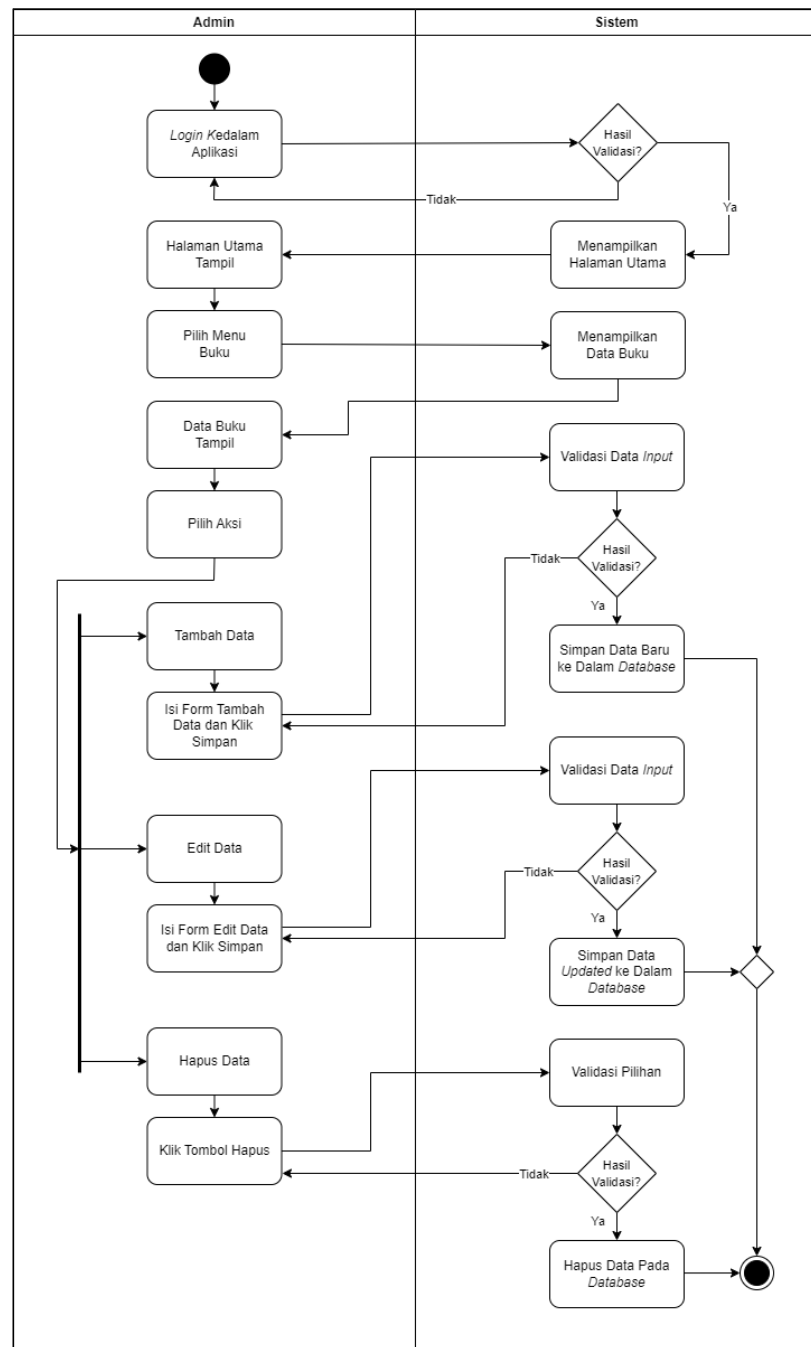 Admin
Sistem
Login Kedalam
Aplikasi
Hasil
Validasi?
Tidak
Ya
Halaman Utama
Tampil
Menampilkan
Halaman Utama
Pilih Menu
Buku
Menampilkan
Data Buku
Data Buku
Tampil
Validasi Data Input
Pilih Aksi
Hasil
Validasi?
Tidak
Ya
Tambah Data
Simpan Data Baru
ke Dalam Database
Isi Form Tambah
Data dan Klik
Simpan
Validasi Data Input
Edit Data
Hasil
Validasi?
Tidak
Ya
Isi Form Edit Data
dan Klik Simpan
Simpan Data
Updated ke Dalam
Database
Hapus Data
Validasi Pilihan
Klik Tombol Hapus
Hasil
Validasi?
Tidak
Ya
Hapus Data Pada
Database